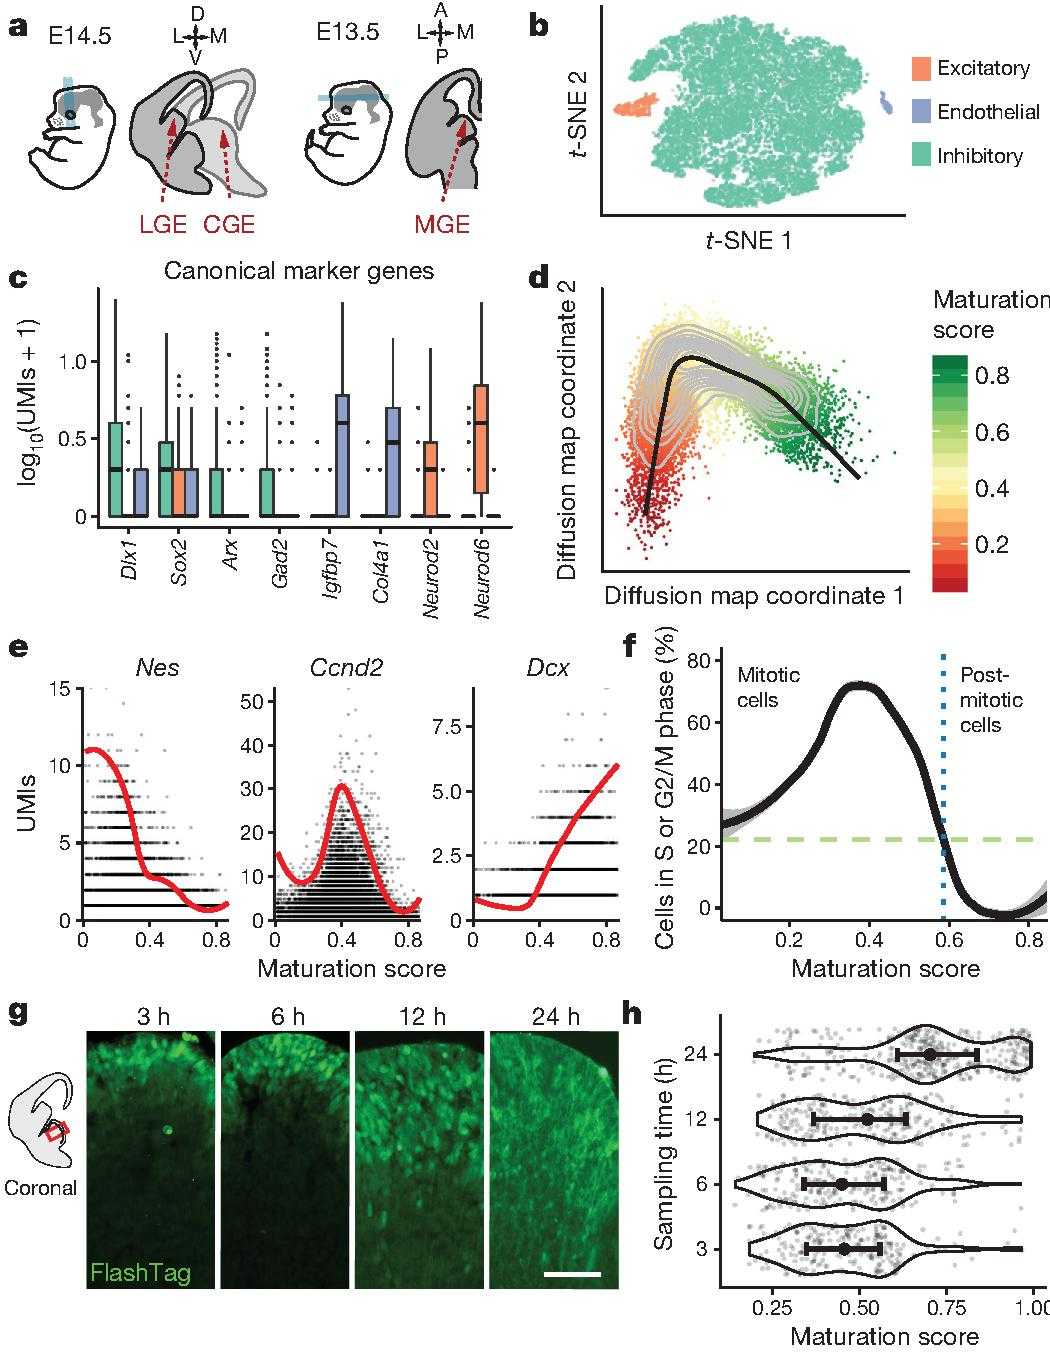 a
E14.5
D
L M
V
E13.5
A
L M
P
LGE CGE
MGE
b
t-SNE 2
t-SNE 1
Excitatory
Endothelial
Inhibitory
c
Canonical marker genes
log10(UMIs + 1)
1.0
0.5
0
Dlx1
Sox2
Arx
Gad2
Igfbp7
Col4a1
Neurod2
Neurod6
d
Diffusion map coordinate 2
Diffusion map coordinate 1
Maturation
score
0.8
0.6
0.4
0.2
e
Nes
UMIs
15
10
5
0
0 0.4 0.8
Ccnd2
50
40
30
20
10
0
0 0.4 0.8
Dcx
7.5
5.0
2.5
0
0 0.4 0.8
Maturation score
f
Cells in S or G2/M phase (%)
80
60
40
20
0
Mitotic
cells
Post-
mitotic
cells
0.2 0.4 0.6 0.8
Maturation score
g
3 h 6 h 12 h 24 h
Coronal
FlashTag
h
Sampling time (h)
24
12
6
3
0.25 0.50 0.75 1.00
Maturation score